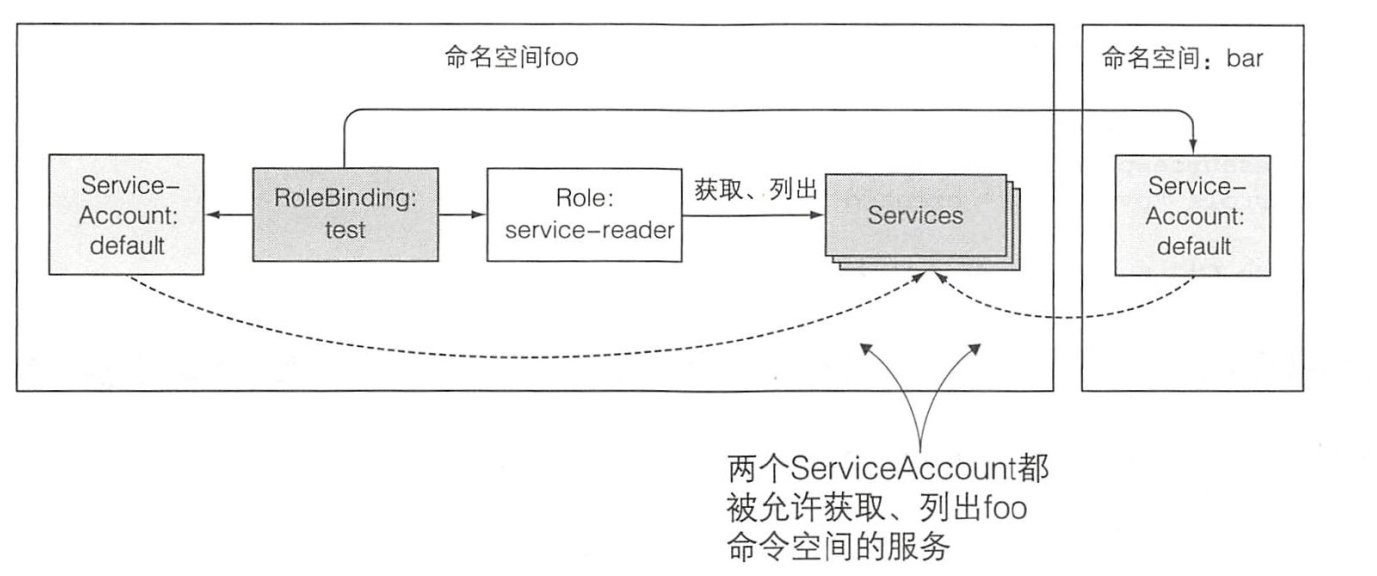 命名空间foo
命名空间：bar
Service-
Account:
default
RoleBinding:
test
Role:
service-reader
获取、列出
Services
Service-
Account:
default
两个ServiceAccount都
被允许获取、列出foo
命令空间的服务